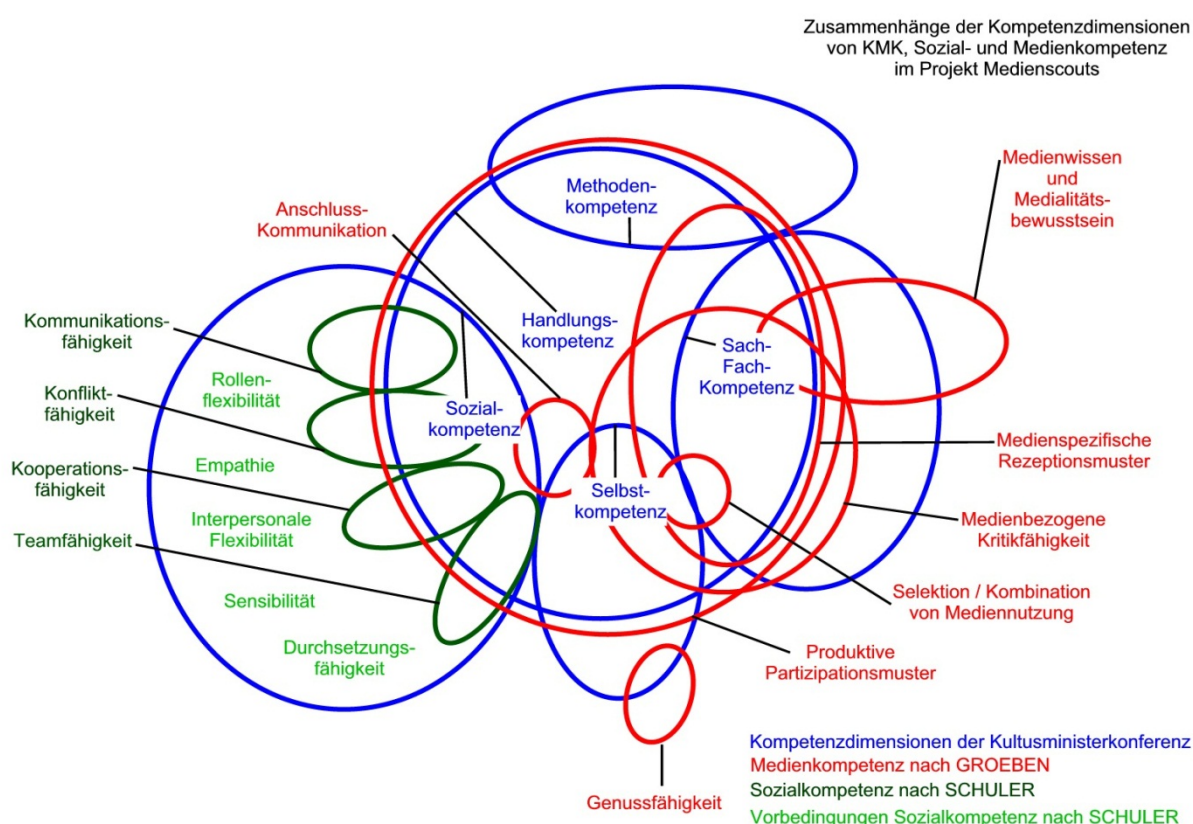 Zusammenhänge der Kompetenzdimensionen
von KMK, Sozial- und Medienkompetenz
im Projekt Medienscouts
Medienwissen
und
Medialitäts-
bewusstsein
Methoden-
kompetenz
Anschluss-
Kommunikation
Kommunikations-
fähigkeit
Handlungs-
kompetenz
Sach-
Fach-
Kompetenz
Rollen-
flexibilität
Konflikt-
fähigkeit
Sozial-
kompetenz
Medienspezifische
Rezeptionsmuster
Kooperations-
fähigkeit
Empathie
Selbst-
kompetenz
Interpersonale
Flexibilität
Medienbezogene
Kritikfähigkeit
Teamfähigkeit
Sensibilität
Selektion / Kombination
von Mediennutzung
Durchsetzungs-
fähigkeit
Produktive
Partizipationsmuster
Genussfähigkeit
Kompetenzdimensionen der Kultusministerkonferenz
Medienkompetenz nach GROEBEN
Sozialkompetenz nach SCHULER
Vorbedingungen Sozialkompetenz nach SCHULER